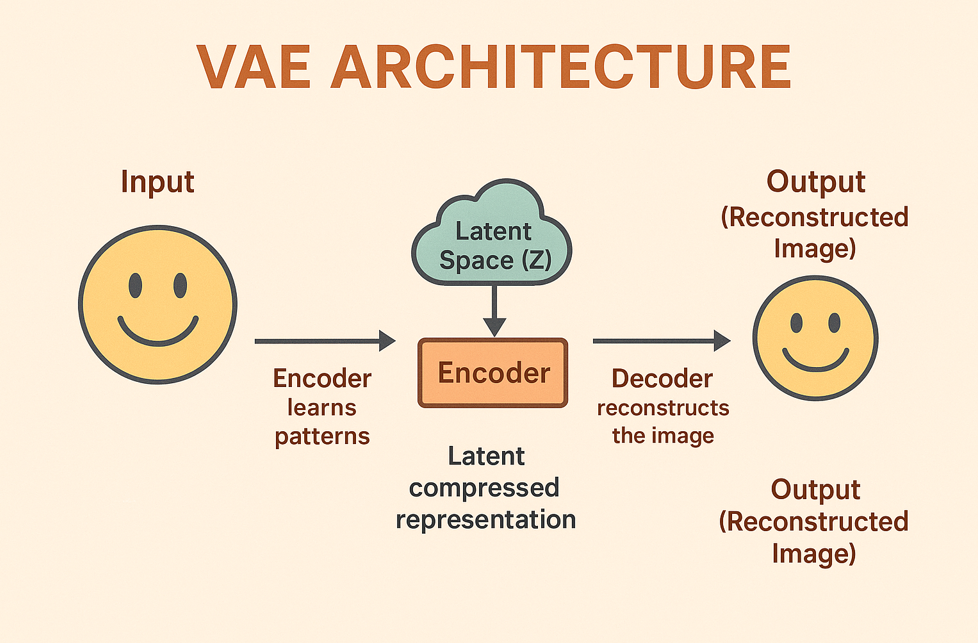 VAE ARCHITECTURE
Input
Latent
Space (Z)
Output
(Reconstructed
Image)
Encoder
learns
patterns
Encoder
Decoder
reconstructs
the image
Latent
compressed
representation
Output
(Reconstructed
Image)